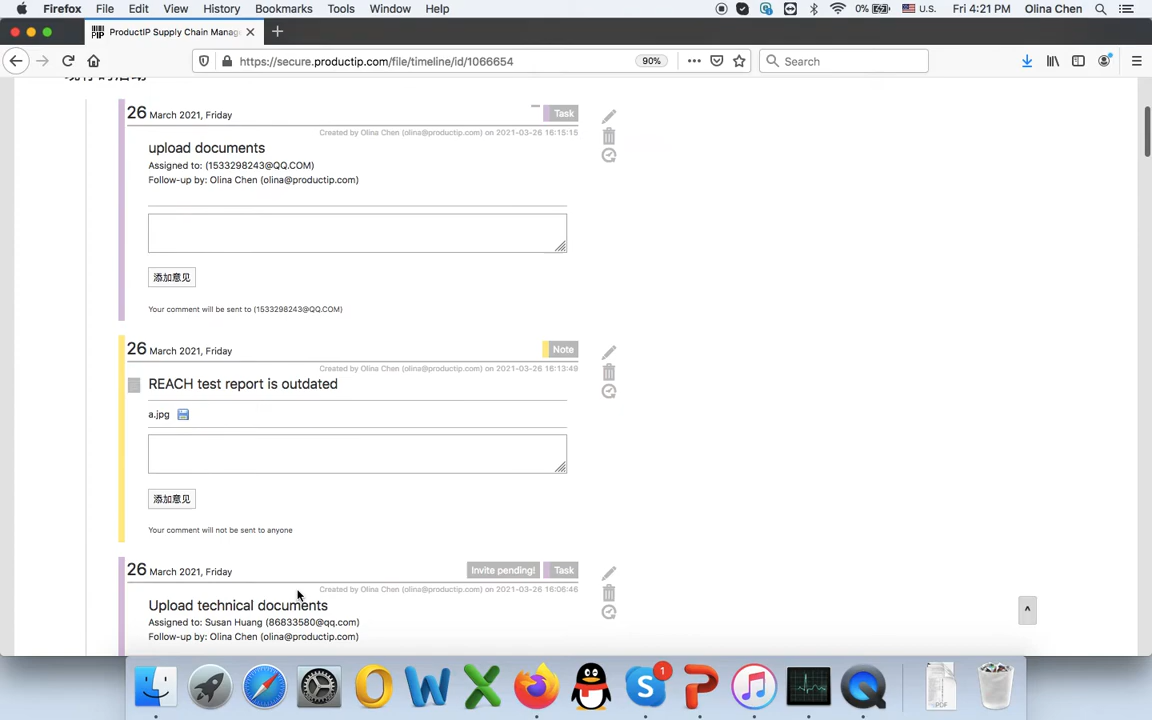 Firefox File Edit View History Bookmarks Tools Window Help 0% U.S. Fri 4:21 PM Olina Chen
ProductIP Supply Chain Manag
https://secure.productip.com/file/timeline/id/1066654 90% Search
现有的活动
26 March 2021, Friday Task
Created by Olina Chen (olina@productip.com) on 2021-03-26 16:15:15
upload documents
Assigned to: (1533298243@QQ.COM)
Follow-up by: Olina Chen (olina@productip.com)
添加意见
Your comment will be sent to (1533298243@QQ.COM)
26 March 2021, Friday Note
Created by Olina Chen (olina@productip.com) on 2021-03-26 16:13:49
REACH test report is outdated
a.jpg
添加意见
Your comment will not be sent to anyone
26 March 2021, Friday Invite pending! Task
Created by Olina Chen (olina@productip.com) on 2021-03-26 16:06:46
Upload technical documents
Assigned to: Susan Huang (86833580@qq.com)
Follow-up by: Olina Chen (olina@productip.com)
1
PDF